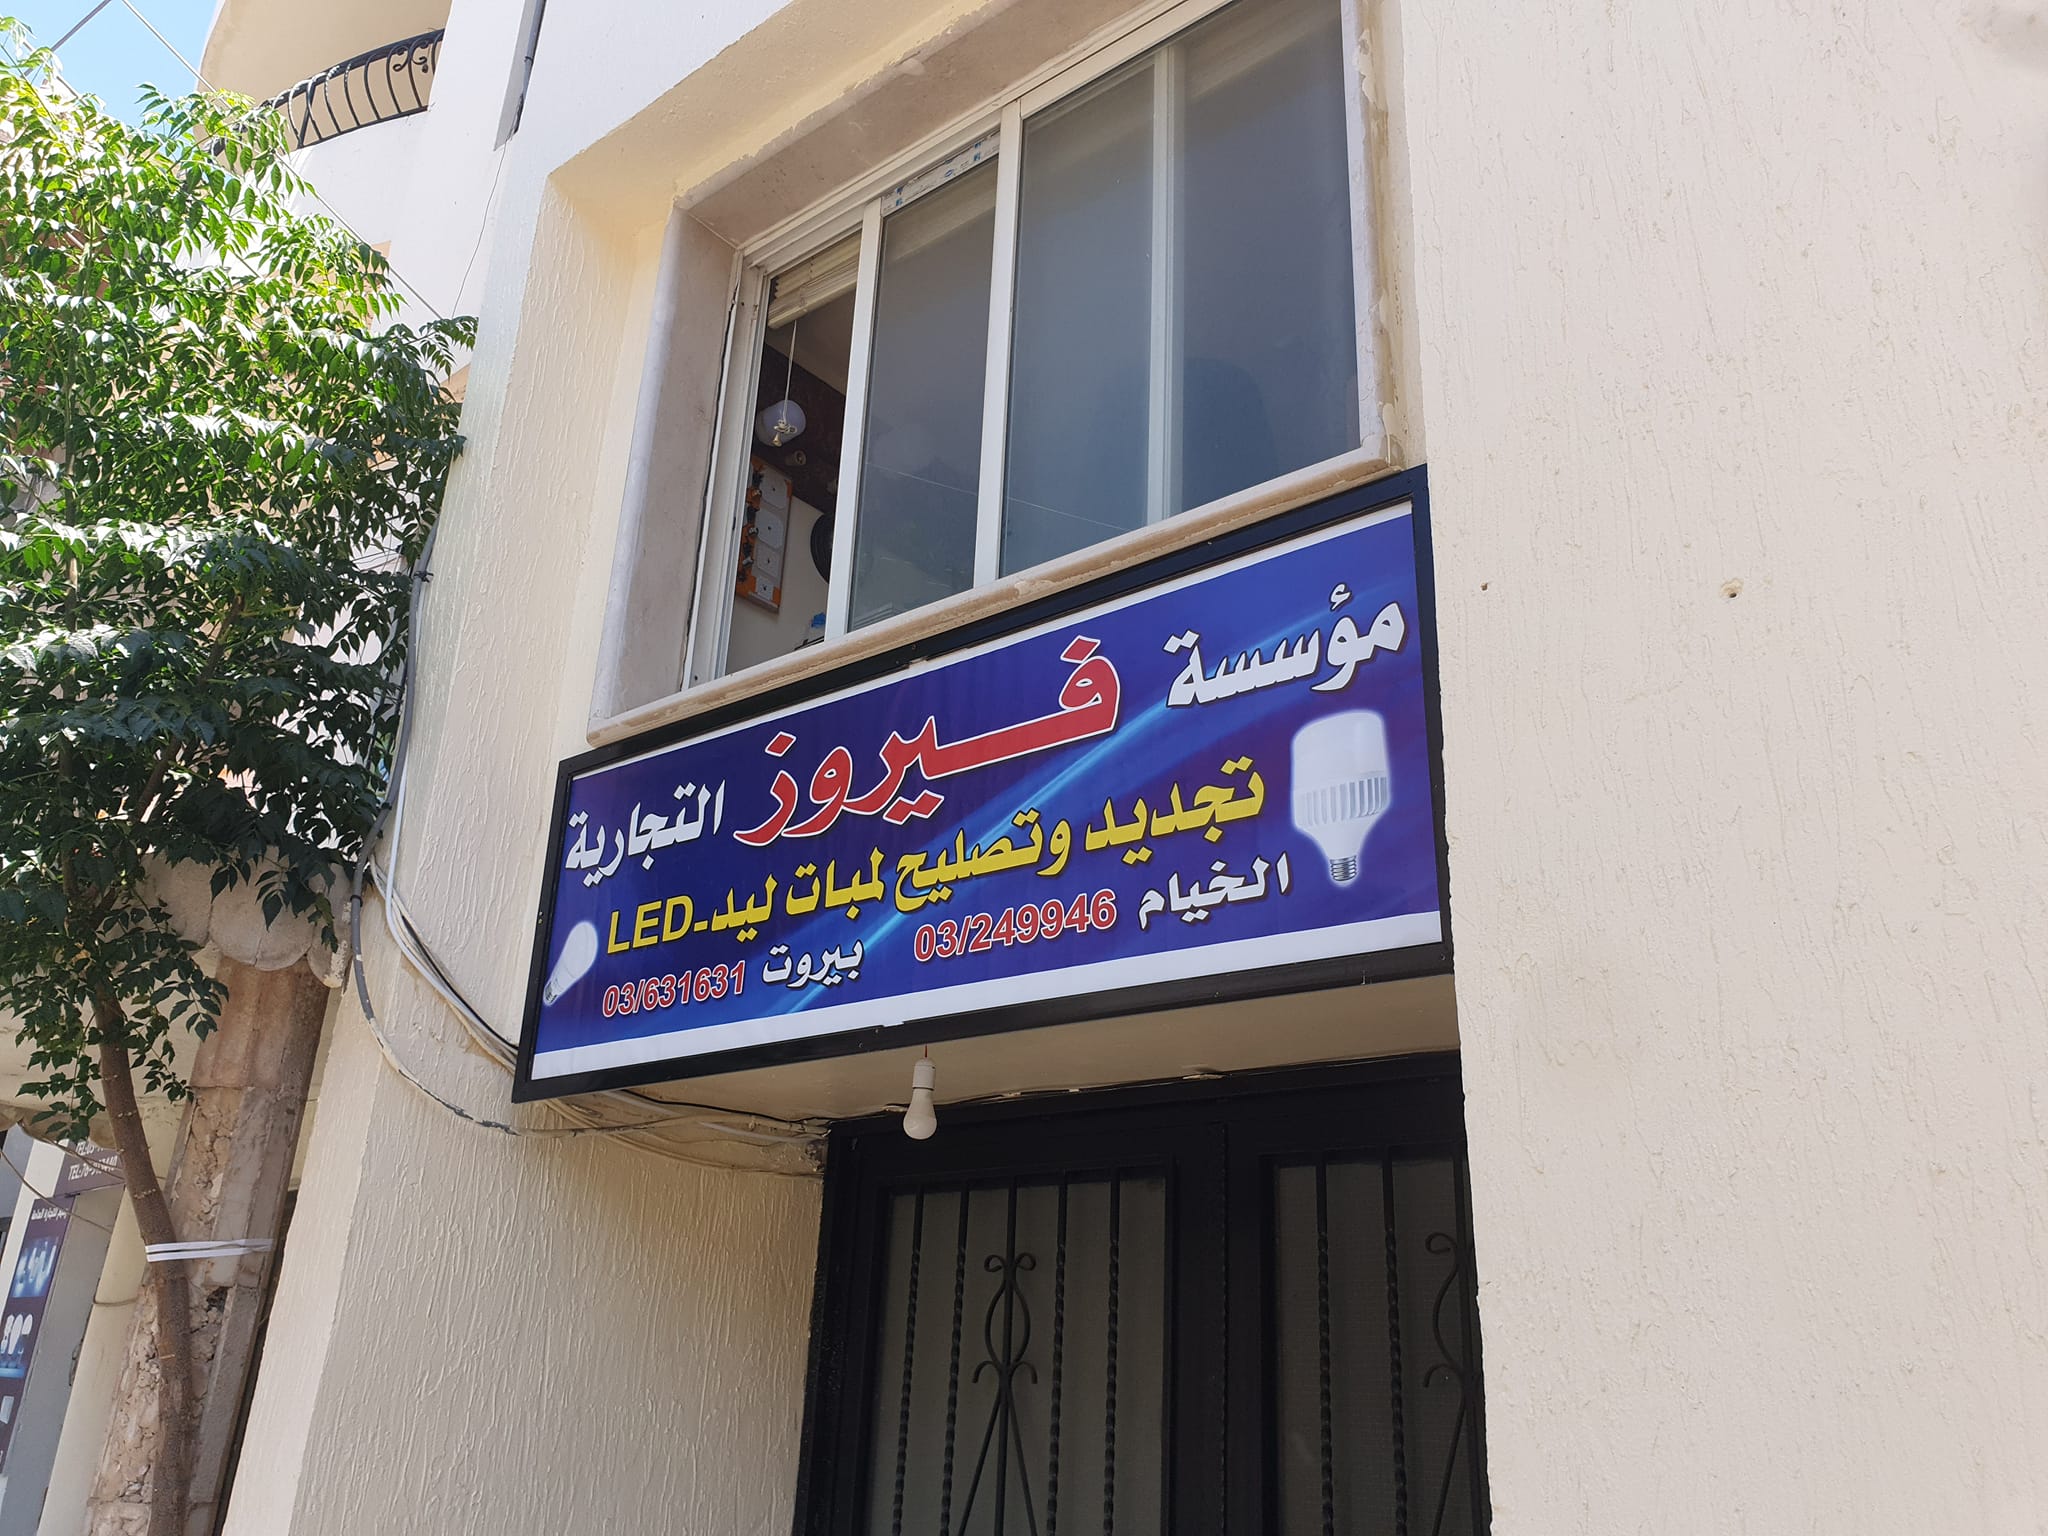 مؤسسة فيروز التجارية
تجديد وتصليح لمبات ليد-LED
الخيام 03/249946
بيروت 03/631631